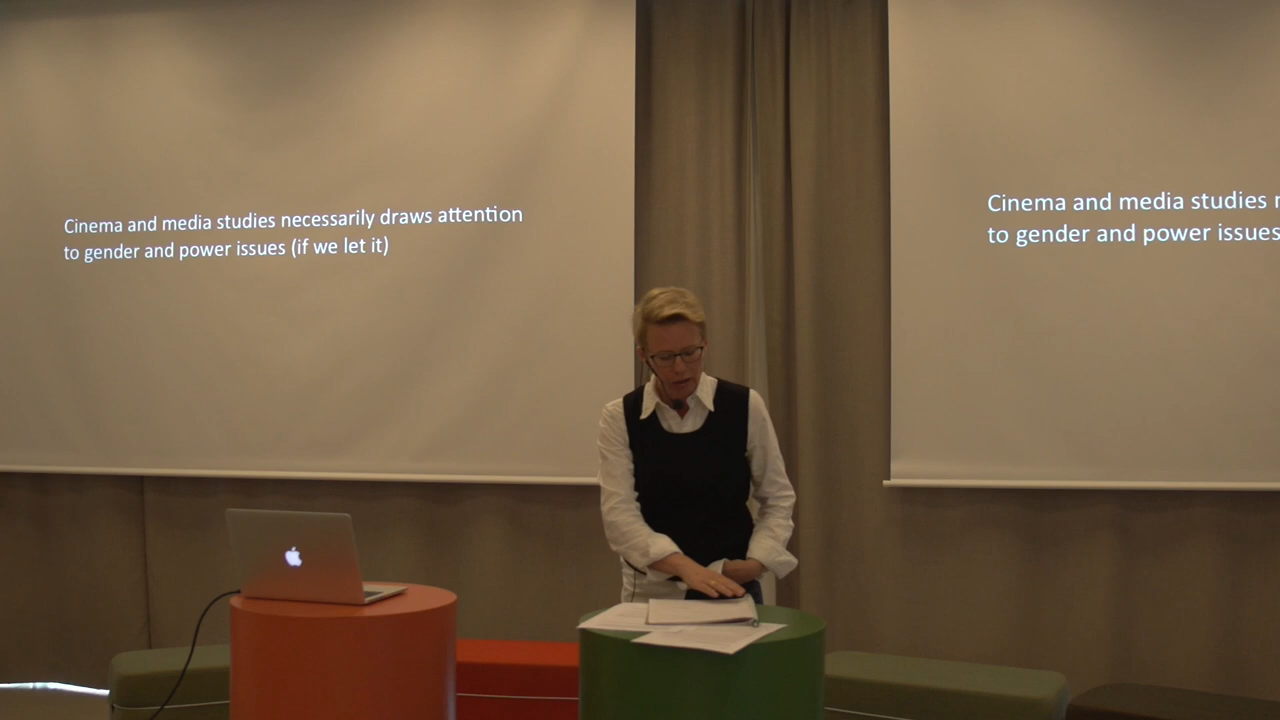 Cinema and media studies necessarily draws attention
to gender and power issues (if we let it)
Cinema and media studies
to gender and power issues